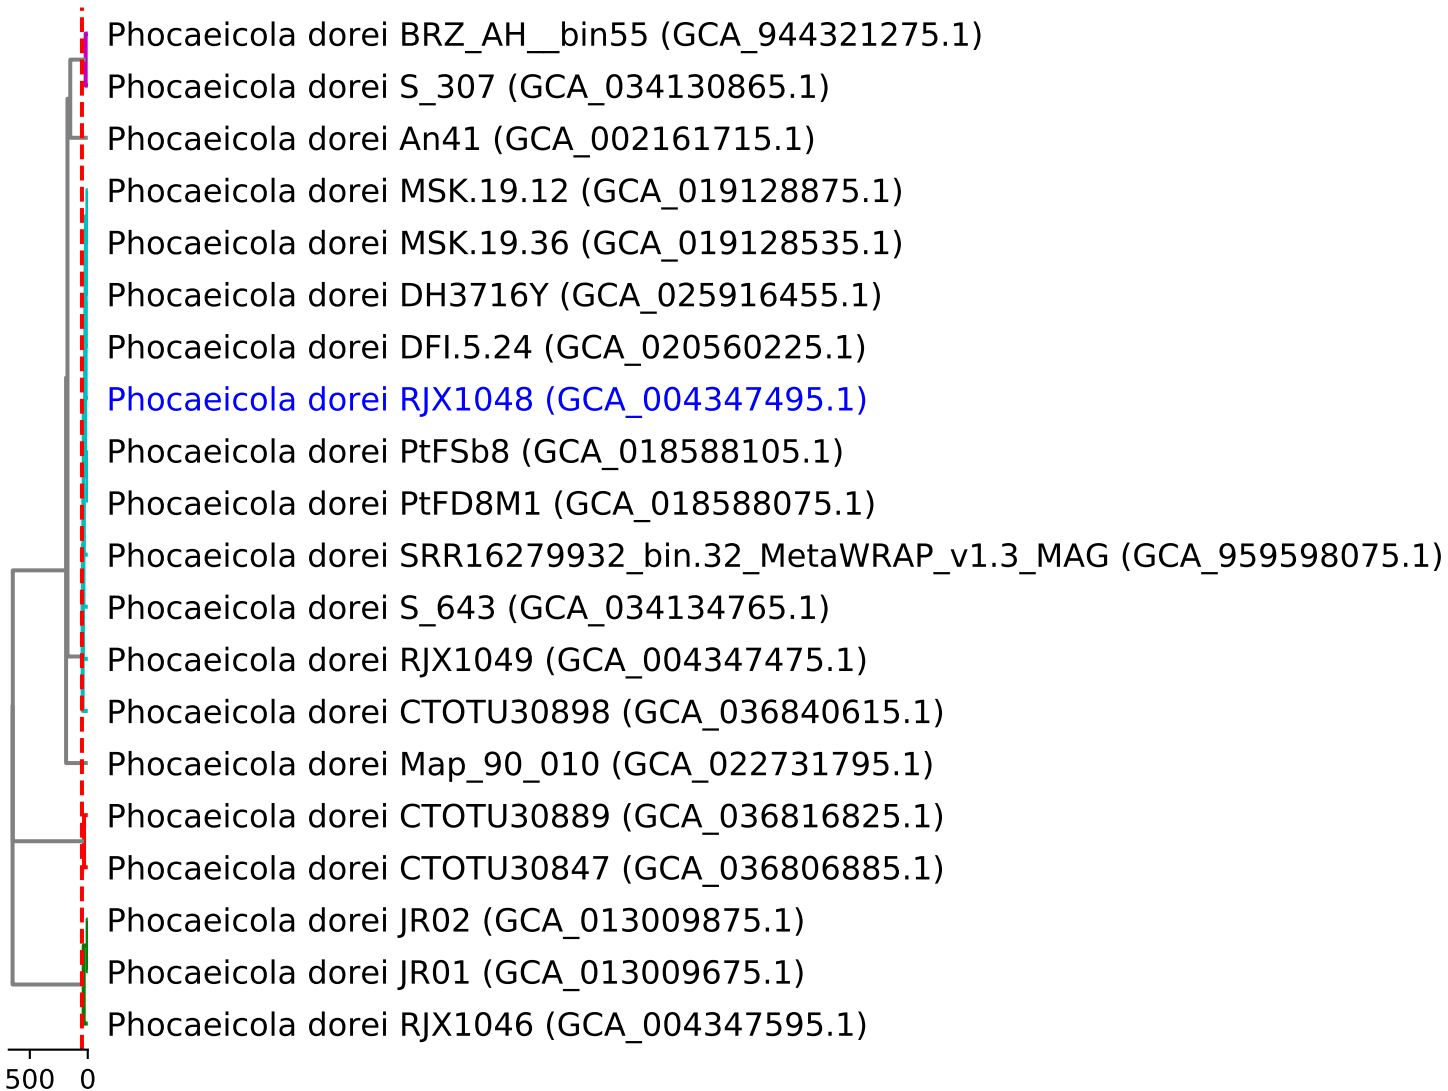 Phocaeicola dorei BRZ_AH__bin55 (GCA_944321275.1)
Phocaeicola dorei S_307 (GCA_034130865.1)
Phocaeicola dorei An41 (GCA_002161715.1)
Phocaeicola dorei MSK.19.12 (GCA_019128875.1)
Phocaeicola dorei MSK.19.36 (GCA_019128535.1)
Phocaeicola dorei DH3716Y (GCA_025916455.1)
Phocaeicola dorei DFI.5.24 (GCA_020560225.1)
Phocaeicola dorei RJX1048 (GCA_004347495.1)
Phocaeicola dorei PtFSb8 (GCA_018588105.1)
Phocaeicola dorei PtFD8M1 (GCA_018588075.1)
Phocaeicola dorei SRR16279932_bin.32_MetaWRAP_v1.3_MAG (GCA_959598075.1)
Phocaeicola dorei S_643 (GCA_034134765.1)
Phocaeicola dorei RJX1049 (GCA_004347475.1)
Phocaeicola dorei CTOTU30898 (GCA_036840615.1)
Phocaeicola dorei Map_90_010 (GCA_022731795.1)
Phocaeicola dorei CTOTU30889 (GCA_036816825.1)
Phocaeicola dorei CTOTU30847 (GCA_036806885.1)
Phocaeicola dorei JR02 (GCA_013009875.1)
Phocaeicola dorei JR01 (GCA_013009675.1)
Phocaeicola dorei RJX1046 (GCA_004347595.1)
500 0